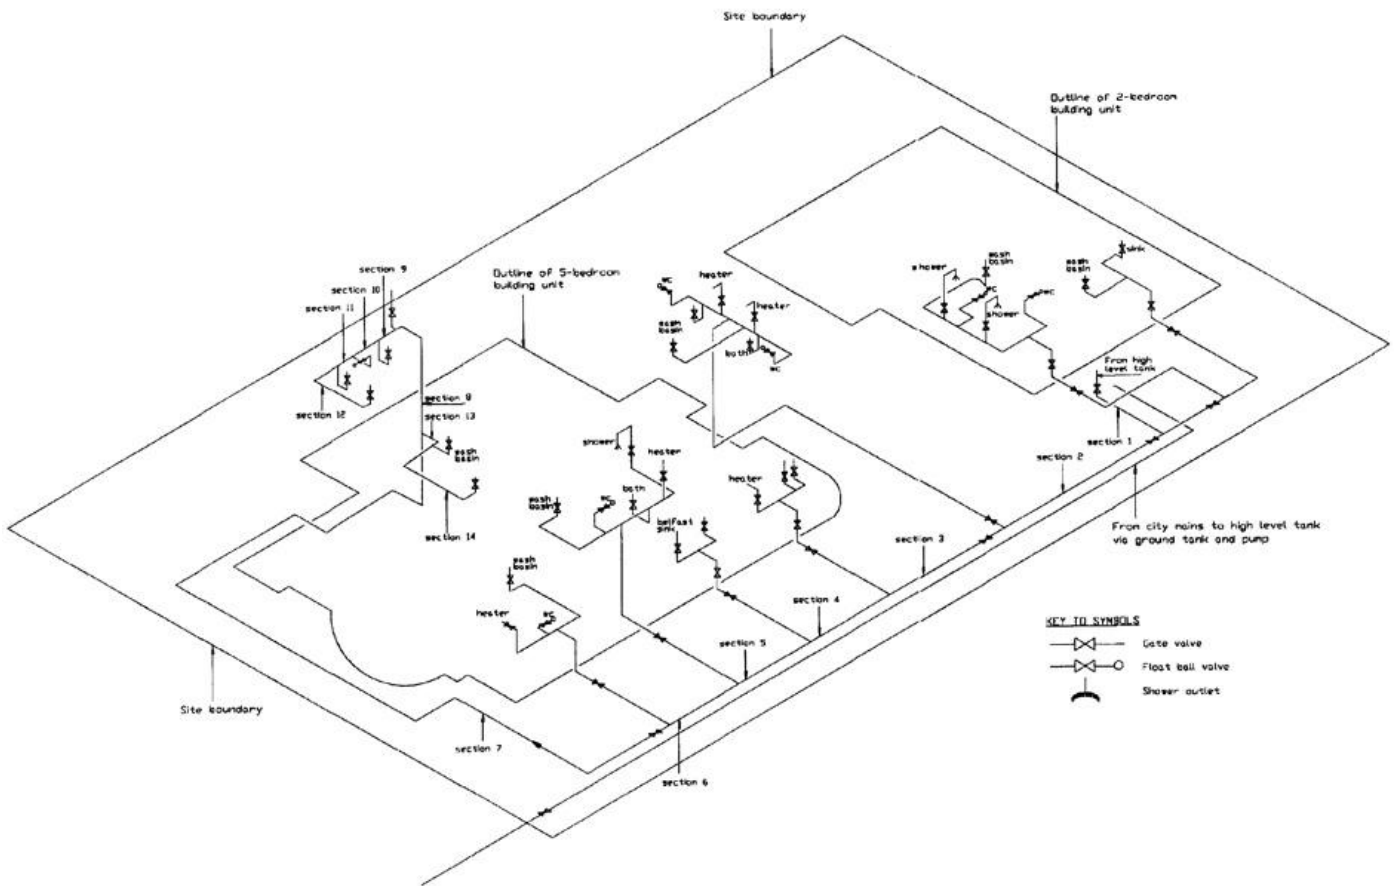 Site boundary
Outline of 2-bedroom
building unit
sink
wash
basin
wash
basin
shower
wc
wc
shower
section 9
section 10
section 11
Outline of 5-bedroom
building unit
wc
heater
heater
wash
basin
bath
wc
From high
level tank
section 8
section 12
section 13
section 1
wash
basin
section 2
shower
heater
bath
wc
wash
basin
heater
belfast
sink
From city mains to high level tank
via ground tank and pump
section 14
section 3
wash
basin
section 4
heater
wc
KEY TO SYMBOLS
Gate valve
Float ball valve
Shower outlet
section 5
Site boundary
section 7
section 6